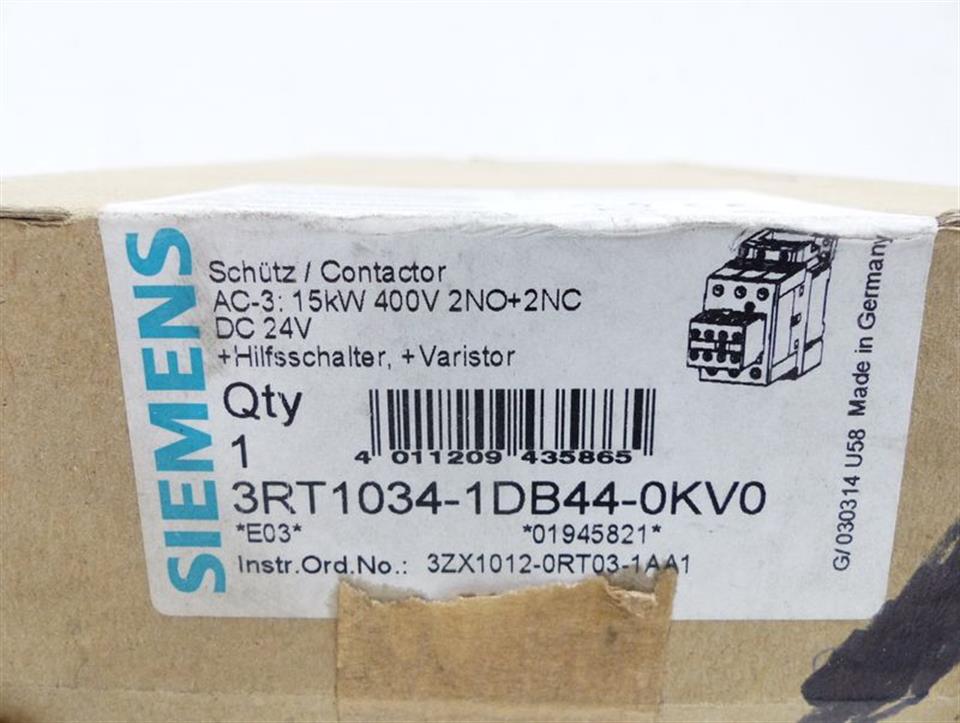 SIEMENS
Schütz / Contactor
AC-3: 15kW 400V 2NO+2NC
DC 24V
+Hilfsschalter, +Varistor
Qty
1
4 011209 435865
3RT1034-1DB44-0KV0
*E03* *01945821*
Instr.Ord.No.: 3ZX1012-0RT03-1AA1
G/030314 U58 Made in Germany